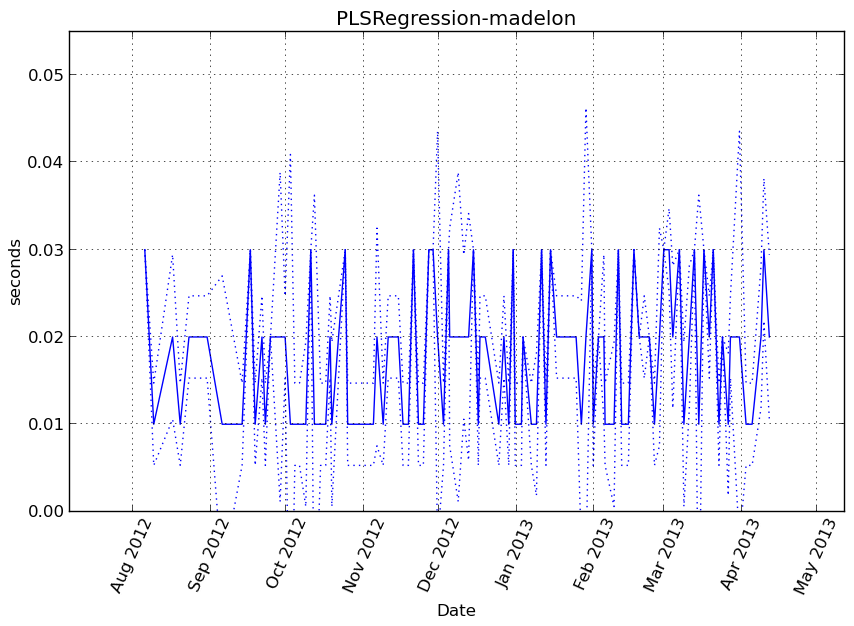 PLSRegression-madelon
0.05
0.04
0.03
0.02
0.01
0.00
seconds
Aug 2012
Sep 2012
Oct 2012
Nov 2012
Dec 2012
Jan 2013
Feb 2013
Mar 2013
Apr 2013
May 2013
Date